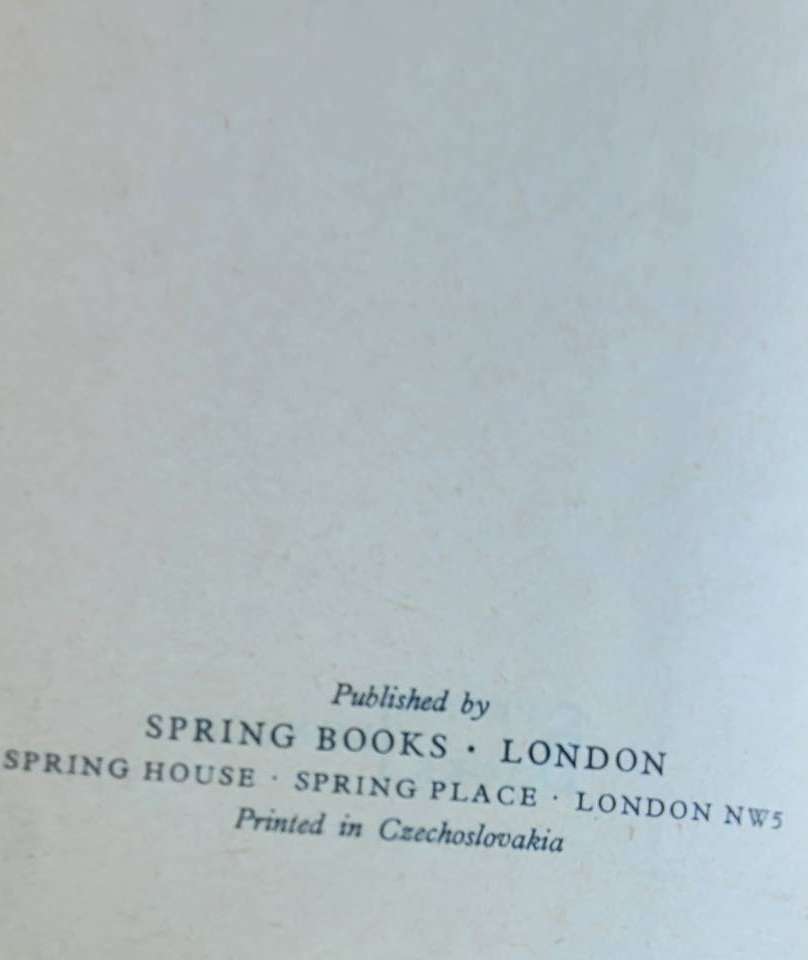 Published by
SPRING BOOKS · LONDON
SPRING HOUSE · SPRING PLACE · LONDON NW5
Printed in Czechoslovakia